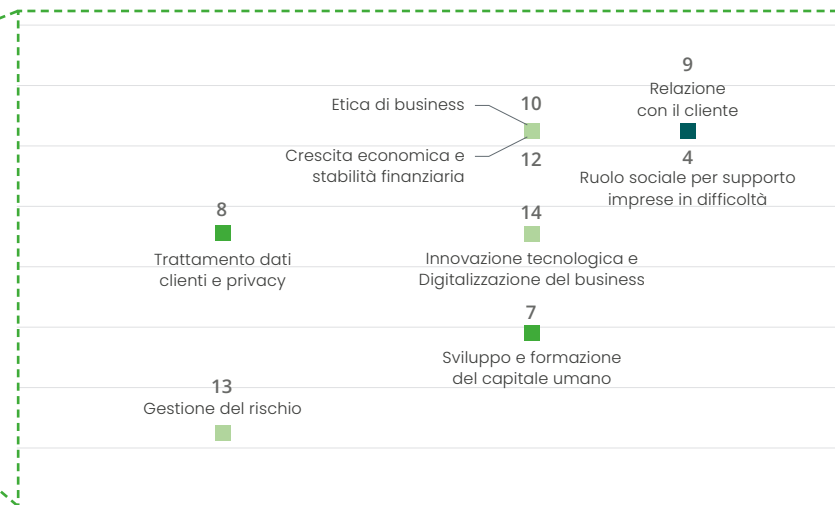 9
Relazione
con il cliente
Etica di business
10
Crescita economica e
stabilità finanziaria
12
4
Ruolo sociale per supporto
imprese in difficoltà
8
Trattamento dati
clienti e privacy
14
Innovazione tecnologica e
Digitalizzazione del business
7
Sviluppo e formazione
del capitale umano
13
Gestione del rischio